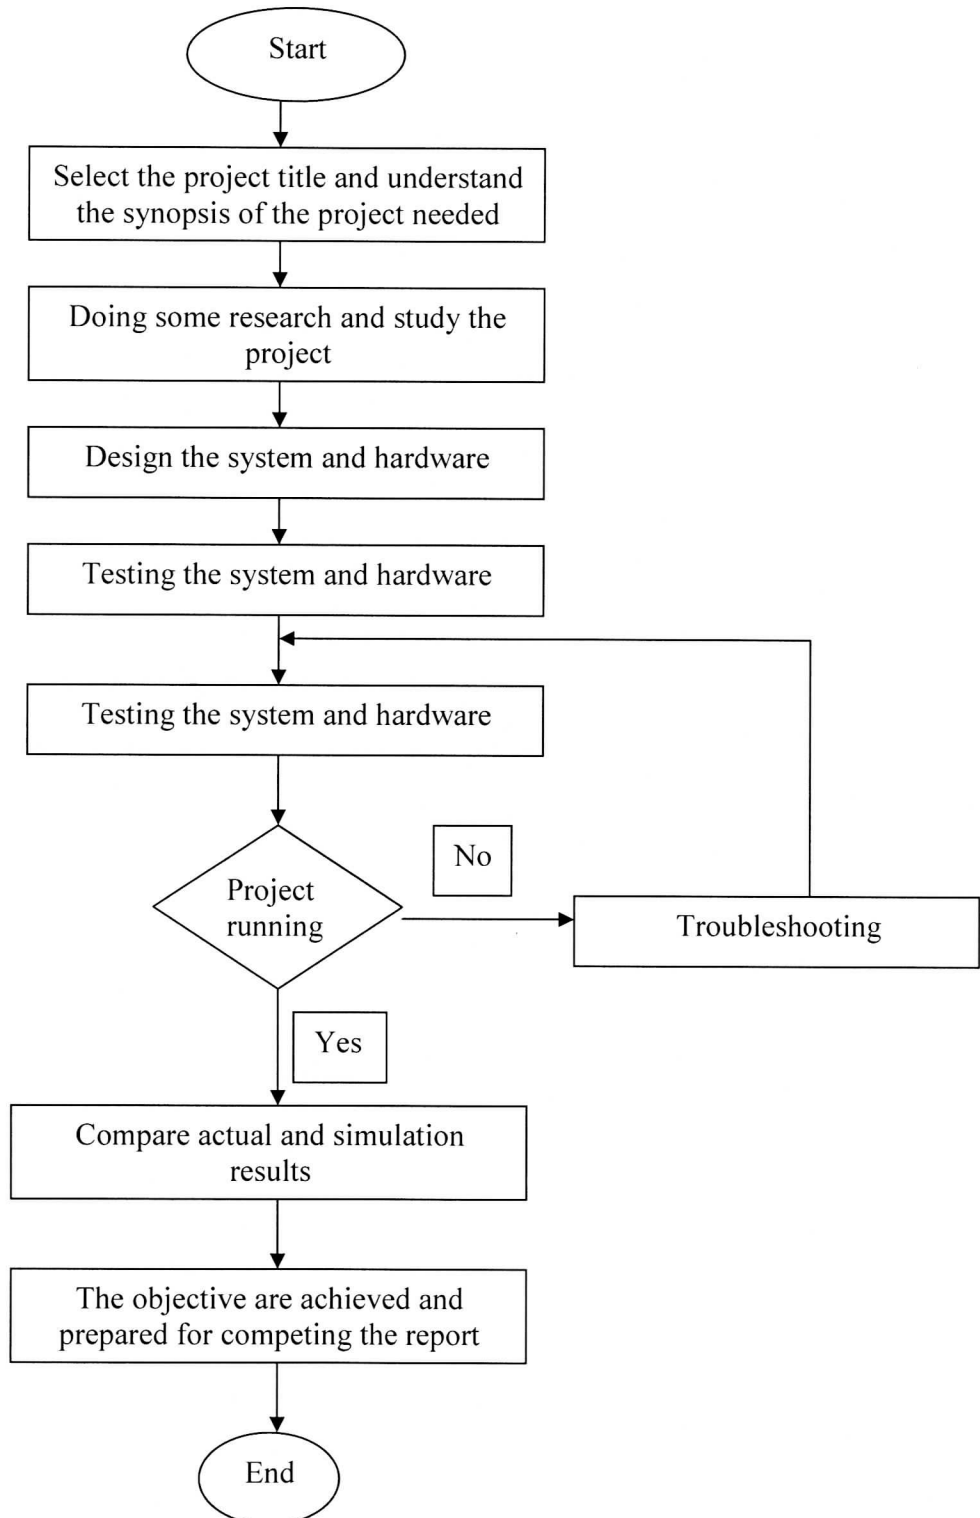 Start
Select the project title and understand
the synopsis of the project needed
Doing some research and study the
project
Design the system and hardware
Testing the system and hardware
Testing the system and hardware
Project
running
No
Troubleshooting
Yes
Compare actual and simulation
results
The objective are achieved and
prepared for competing the report
End